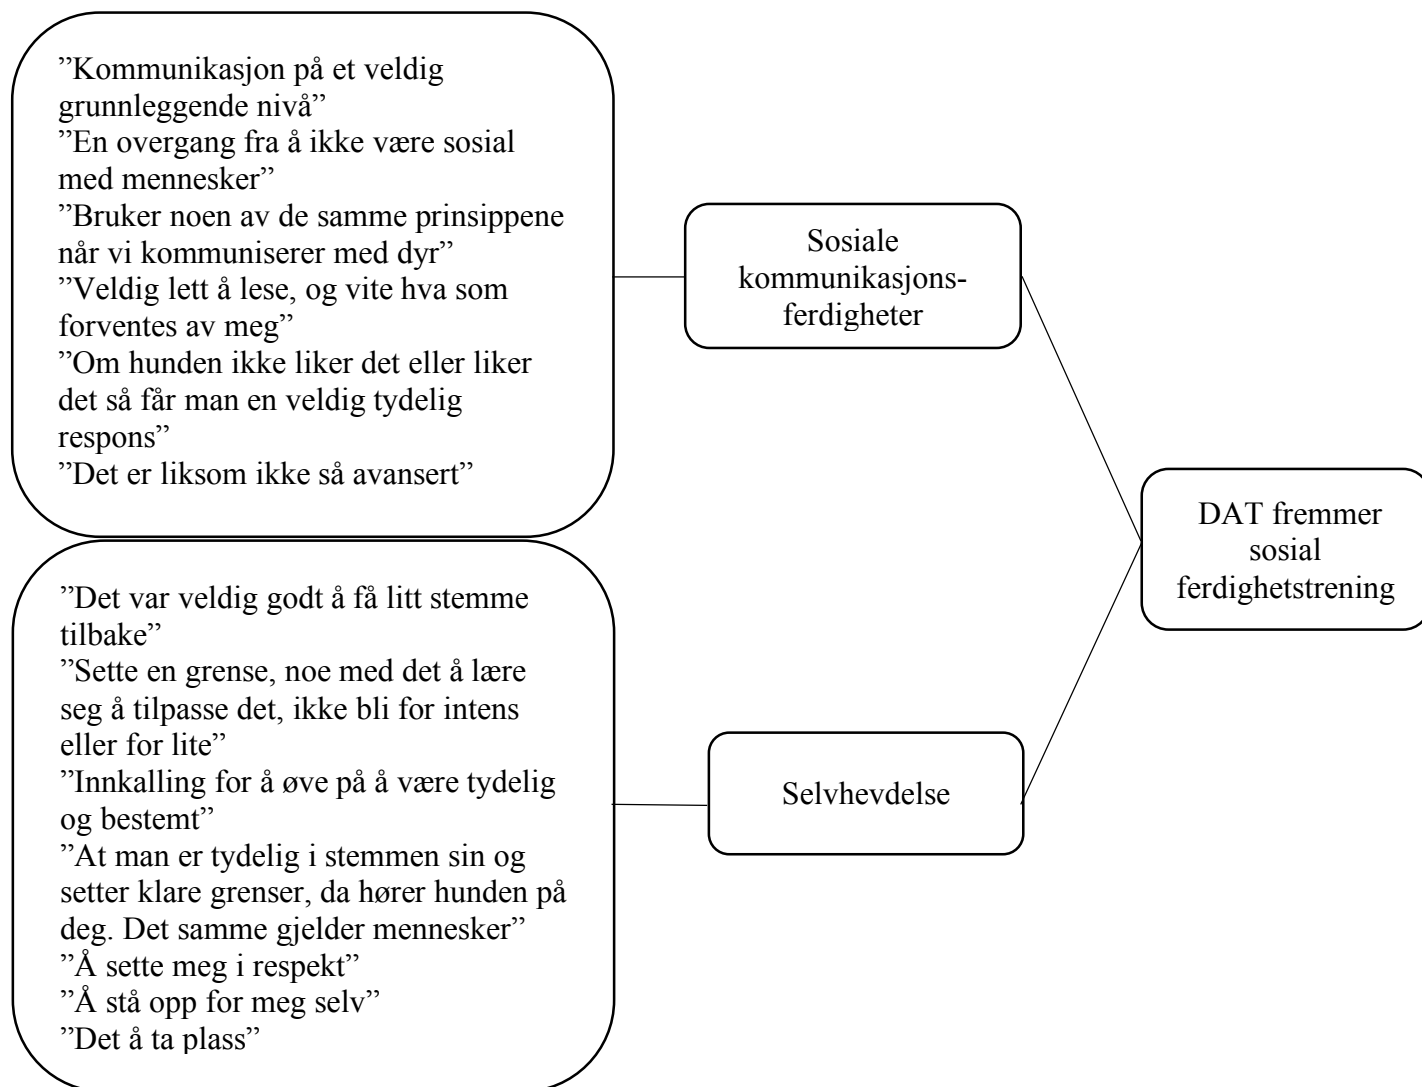 ”Kommunikasjon på et veldig
grunnleggende nivå”
”En overgang fra å ikke være sosial
med mennesker”
”Bruker noen av de samme prinsippene
når vi kommuniserer med dyr”
”Veldig lett å lese, og vite hva som
forventes av meg”
”Om hunden ikke liker det eller liker
det så får man en veldig tydelig
respons”
”Det er liksom ikke så avansert”
Sosiale
kommunikasjons-
ferdigheter
DAT fremmer
sosial
ferdighetstrening
”Det var veldig godt å få litt stemme
tilbake”
”Sette en grense, noe med det å lære
seg å tilpasse det, ikke bli for intens
eller for lite”
”Innkalling for å øve på å være tydelig
og bestemt”
”At man er tydelig i stemmen sin og
setter klare grenser, da hører hunden på
deg. Det samme gjelder mennesker”
”Å sette meg i respekt”
”Å stå opp for meg selv”
”Det å ta plass”
Selvhevdelse